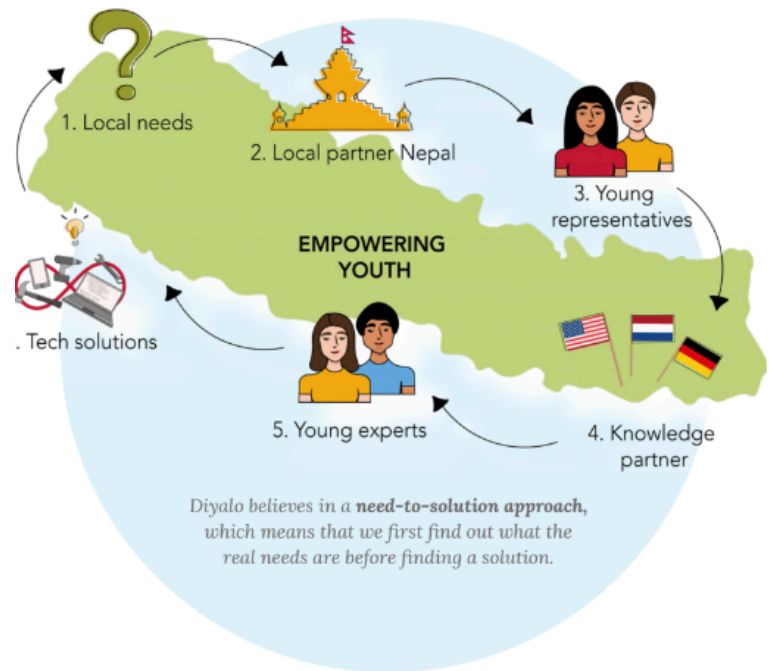 1. Local needs
2. Local partner Nepal
3. Young
representatives
EMPOWERING
YOUTH
. Tech solutions
5. Young experts
4. Knowledge
partner
Diyalo believes in a need-to-solution approach,
which means that we first find out what the
real needs are before finding a solution.